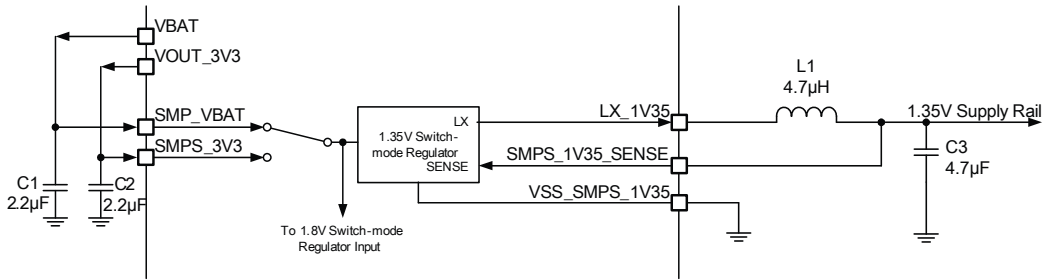 VBAT
VOUT_3V3
SMP_VBAT
SMPS_3V3
C1
2.2µF
C2
2.2µF
LX
1.35V Switch-
mode Regulator
SENSE
To 1.8V Switch-mode
Regulator Input
LX_1V35
SMPS_1V35_SENSE
VSS_SMPS_1V35
L1
4.7µH
1.35V Supply Rail
C3
4.7µF